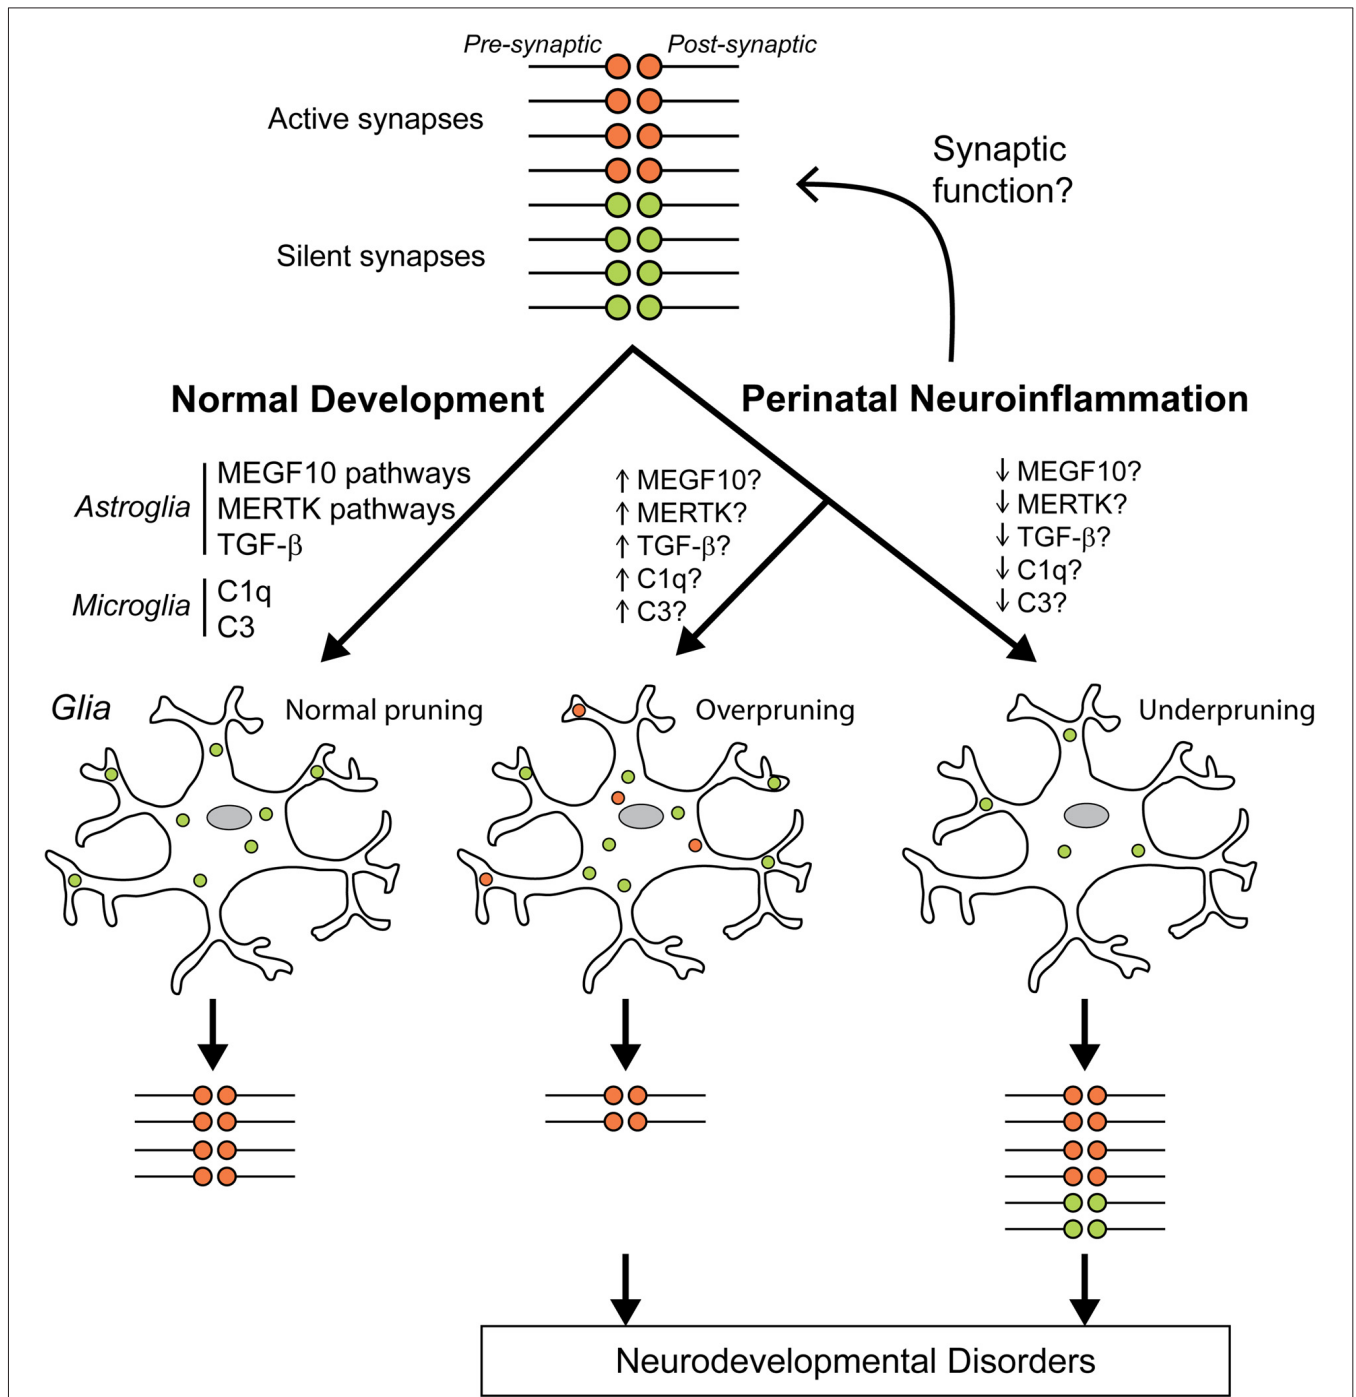 Pre-synaptic Post-synaptic
Active synapses
Silent synapses
Synaptic
function?
Normal Development
Perinatal Neuroinflammation
Astroglia
MEGF10 pathways
MERTK pathways
TGF-β
Microglia
C1q
C3
↑ MEGF10?
↑ MERTK?
↑ TGF-β?
↑ C1q?
↑ C3?
↓ MEGF10?
↓ MERTK?
↓ TGF-β?
↓ C1q?
↓ C3?
Glia
Normal pruning
Overpruning
Underpruning
Neurodevelopmental Disorders